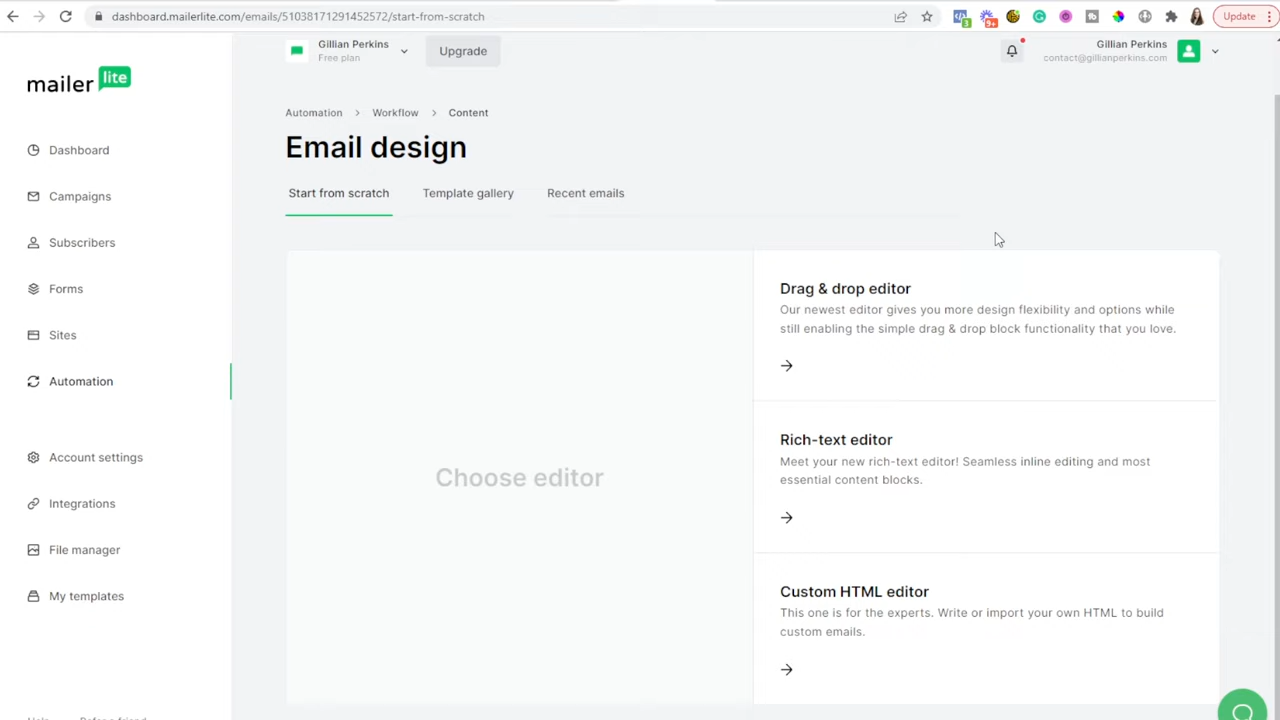 dashboard.mailerlite.com/emails/51038171291452572/start-from-scratch
3
9+
Update
mailer lite
Gillian Perkins
Free plan
Upgrade
Gillian Perkins
contact@gillianperkins.com
Automation > Workflow > Content
Email design
Start from scratch
Template gallery
Recent emails
Dashboard
Campaigns
Subscribers
Forms
Sites
Automation
Account settings
Integrations
File manager
My templates
Choose editor
Drag & drop editor
Our newest editor gives you more design flexibility and options while
still enabling the simple drag & drop block functionality that you love.
Rich-text editor
Meet your new rich-text editor! Seamless inline editing and most
essential content blocks.
Custom HTML editor
This one is for the experts. Write or import your own HTML to build
custom emails.